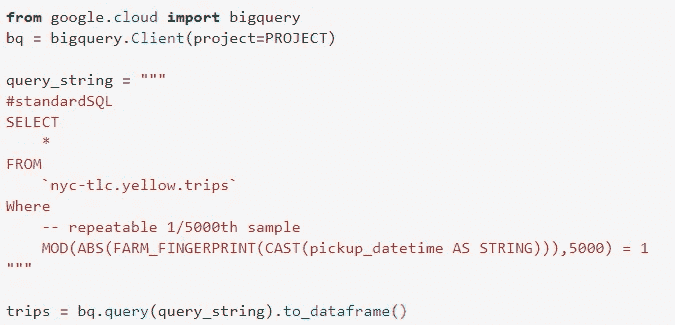 from google.cloud import bigquery
bq = bigquery.Client(project=PROJECT)
query_string = """
#standardSQL
SELECT
*
FROM
`nyc-tlc.yellow.trips`
Where
-- repeatable 1/5000th sample
MOD(ABS(FARM_FINGERPRINT(CAST(pickup_datetime AS STRING))),5000) = 1
"""
trips = bq.query(query_string).to_dataframe()